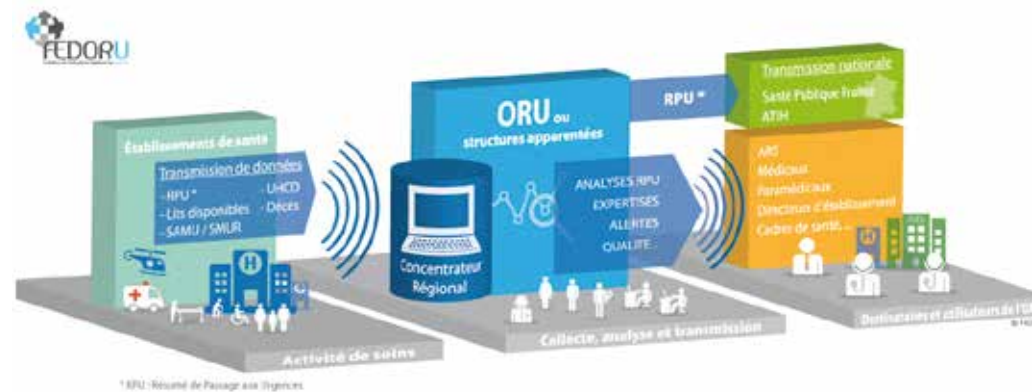 FEDORU
Établissements de santé
Transmission de données
- RPU *
- Lits disponibles
- SAMU / SMUR
- UHCD
- Décès
H
Activité de soins
ORU ou
structures apparentées
Concentrateur
Régional
ANALYSES RPU
EXPERTISES
ALERTES
QUALITÉ...
Collecte, analyse et transmission
RPU *
Transmission nationale
Santé Publique France
ATIH
ARS
Médicaux
Paramédicaux
Directeurs d'établissement
Cadres de santé,...
H
Destinataires et utilisateurs de
* RPU : Résumé de Passage aux Urgences